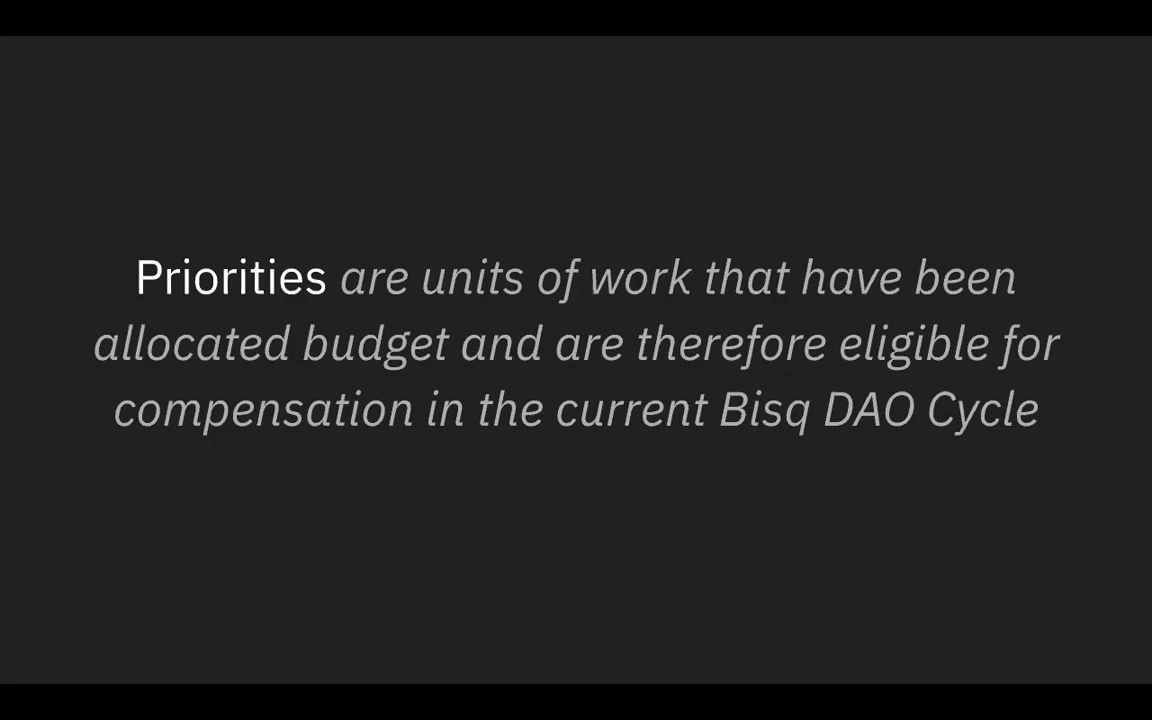 Priorities are units of work that have been
allocated budget and are therefore eligible for
compensation in the current Bisq DAO Cycle